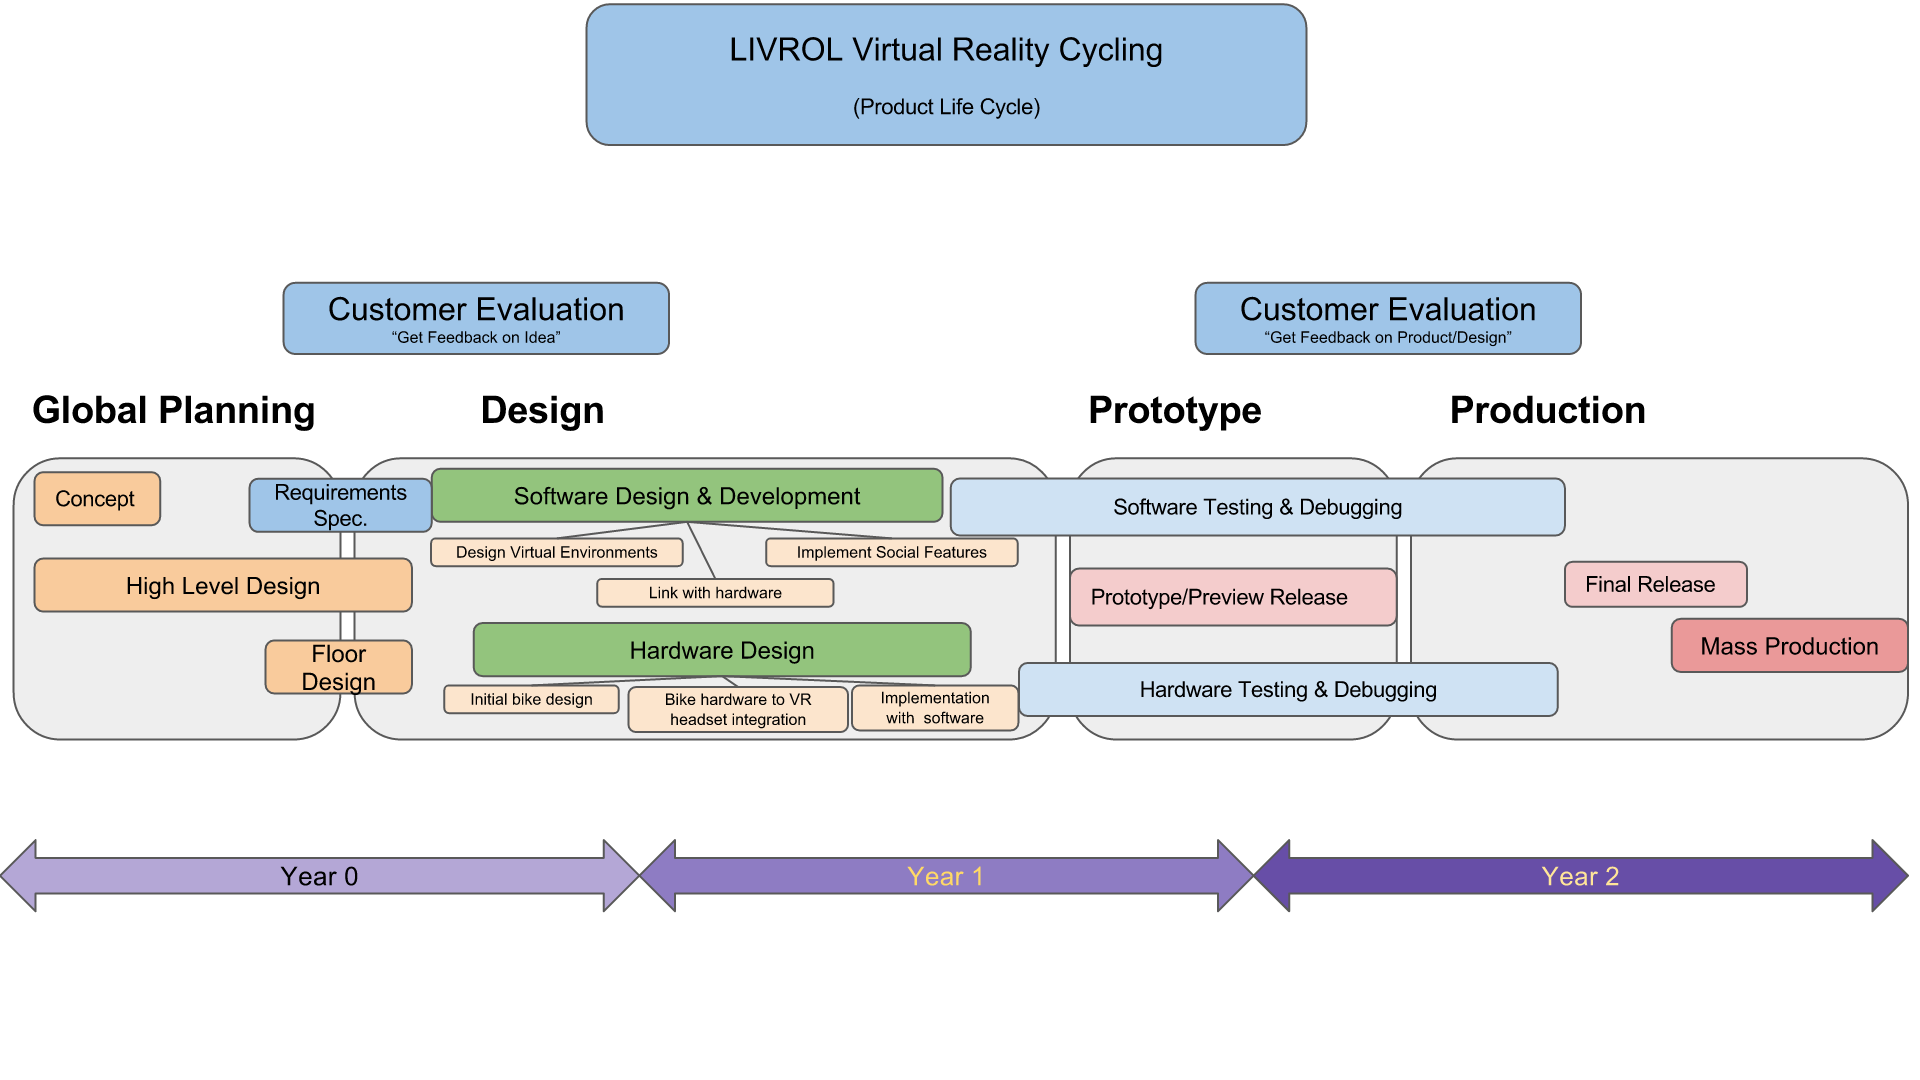 LIVROL Virtual Reality Cycling
(Product Life Cycle)
Customer Evaluation
“Get Feedback on Idea”
Customer Evaluation
“Get Feedback on Product/Design”
Global Planning
Design
Prototype
Production
Concept
Requirements
Spec.
High Level Design
Floor
Design
Software Design & Development
Design Virtual Environments
Implement Social Features
Link with hardware
Hardware Design
Initial bike design
Bike hardware to VR
headset integration
Implementation
with software
Software Testing & Debugging
Prototype/Preview Release
Hardware Testing & Debugging
Final Release
Mass Production
Year 0
Year 1
Year 2